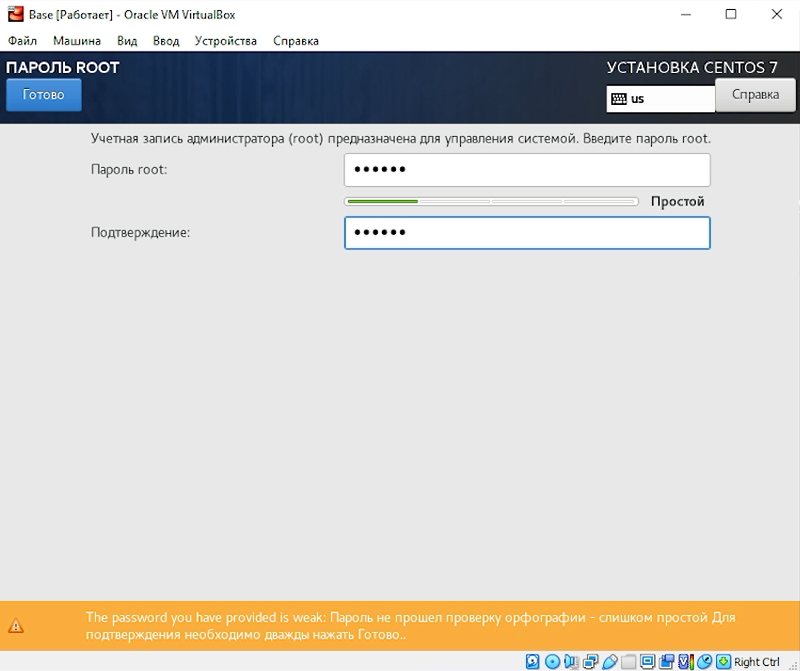 Base [Работает] - Oracle VM VirtualBox
Файл Машина Вид Ввод Устройства Справка
ПАРОЛЬ ROOT
УСТАНОВКА CENTOS 7
Готово
us
Справка
Учетная запись администратора (root) предназначена для управления системой. Введите пароль root.
Пароль root:
••••••
Простой
Подтверждение:
••••••
The password you have provided is weak: Пароль не прошел проверку орфографии - слишком простой Для
подтверждения необходимо дважды нажать Готово..
Right Ctrl